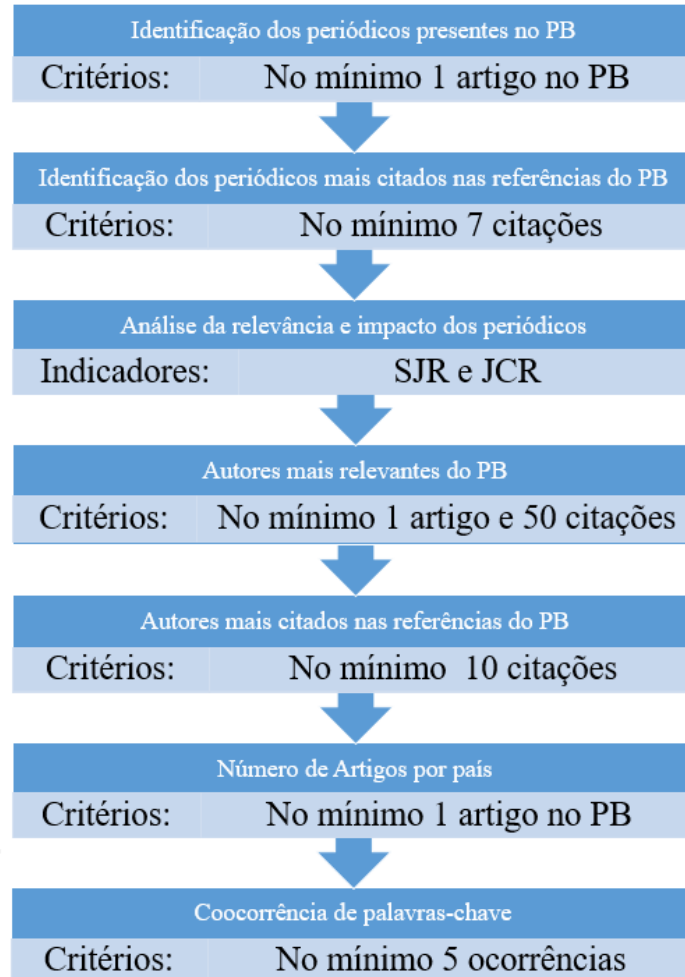 Identificação dos periódicos presentes no PB
Critérios: No mínimo 1 artigo no PB
Identificação dos periódicos mais citados nas referências do PB
Critérios: No mínimo 7 citações
Análise da relevância e impacto dos periódicos
Indicadores: SJR e JCR
Autores mais relevantes do PB
Critérios: No mínimo 1 artigo e 50 citações
Autores mais citados nas referências do PB
Critérios: No mínimo 10 citações
Número de Artigos por país
Critérios: No mínimo 1 artigo no PB
Coocorrência de palavras-chave
Critérios: No mínimo 5 ocorrências